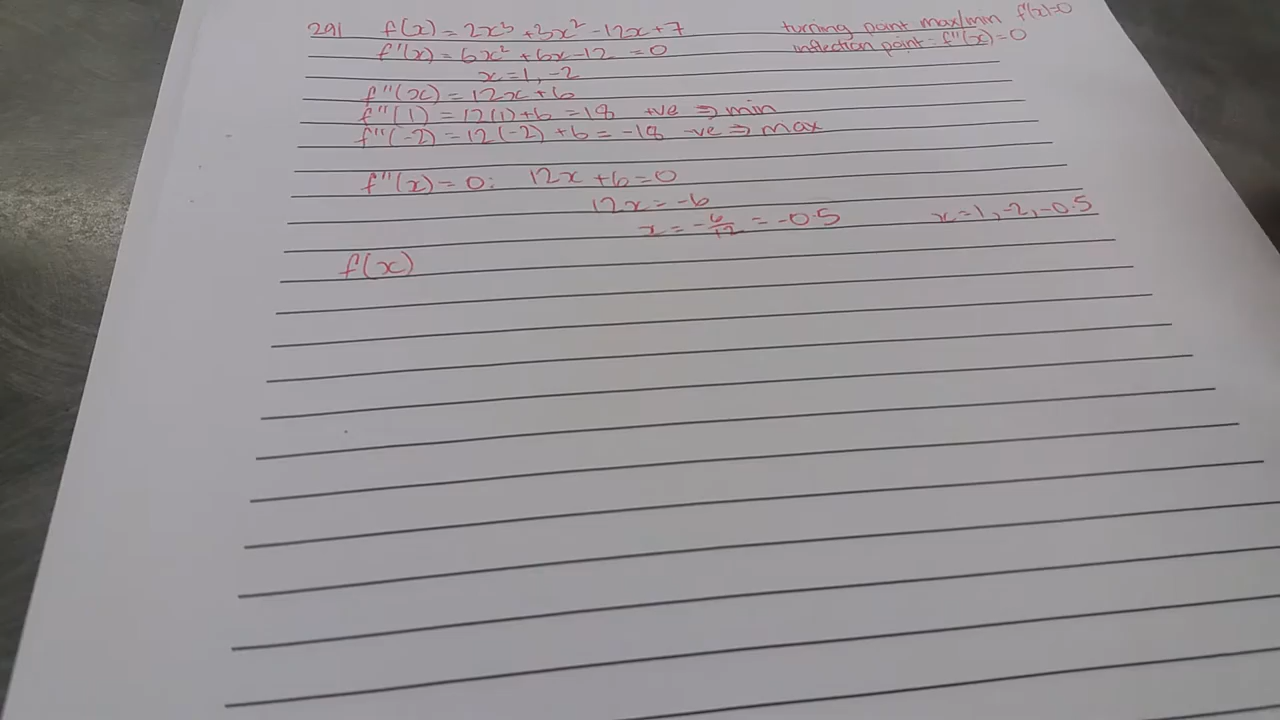 291 f(x) = 2x³ + 3x² - 12x + 7 turning point max/min f'(x)=0
f'(x) = 6x² + 6x - 12 = 0 inflection point: f''(x) = 0
x = 1, -2
f''(x) = 12x + 6
f''(1) = 12(1) + 6 = 18 +ve ⇒ min
f''(-2) = 12(-2) + 6 = -18 -ve ⇒ max
f''(x) = 0: 12x + 6 = 0
12x = -6
x = -6/12 = -0.5 x = 1, -2, -0.5
f(x)